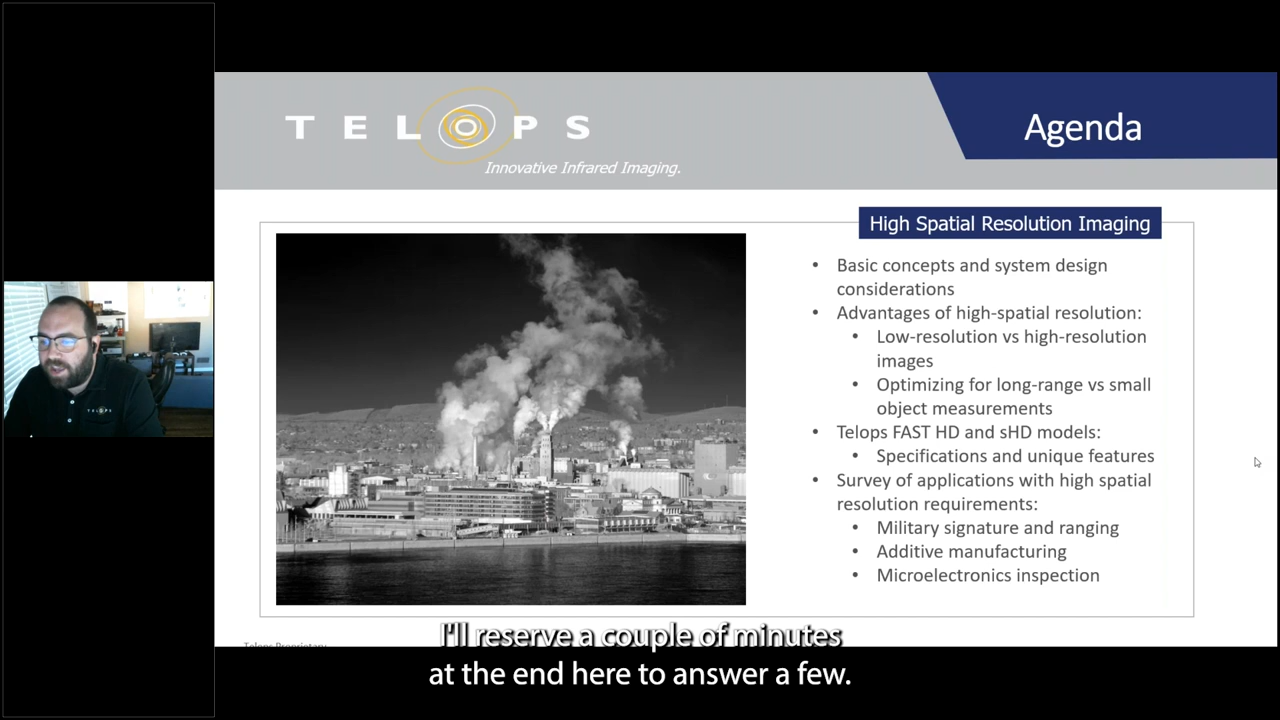 TELOPS
Innovative Infrared Imaging.
Agenda
High Spatial Resolution Imaging
• Basic concepts and system design
considerations
• Advantages of high-spatial resolution:
• Low-resolution vs high-resolution
images
• Optimizing for long-range vs small
object measurements
• Telops FAST HD and sHD models:
• Specifications and unique features
• Survey of applications with high spatial
resolution requirements:
• Military signature and ranging
• Additive manufacturing
• Microelectronics inspection
TELOPS
Telops Proprietary
I'll reserve a couple of minutes
at the end here to answer a few.